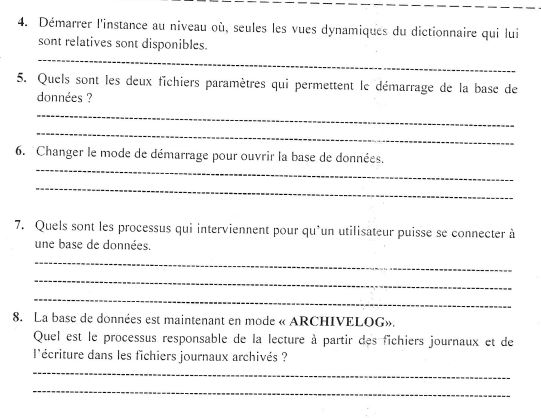 4. Démarrer l'instance au niveau où, seules les vues dynamiques du dictionnaire qui lui
sont relatives sont disponibles.
5. Quels sont les deux fichiers paramètres qui permettent le démarrage de la base de
données ?
6. Changer le mode de démarrage pour ouvrir la base de données.
7. Quels sont les processus qui interviennent pour qu'un utilisateur puisse se connecter à
une base de données.
8. La base de données est maintenant en mode « ARCHIVELOG».
Quel est le processus responsable de la lecture à partir des fichiers journaux et de
l'écriture dans les fichiers journaux archivés ?